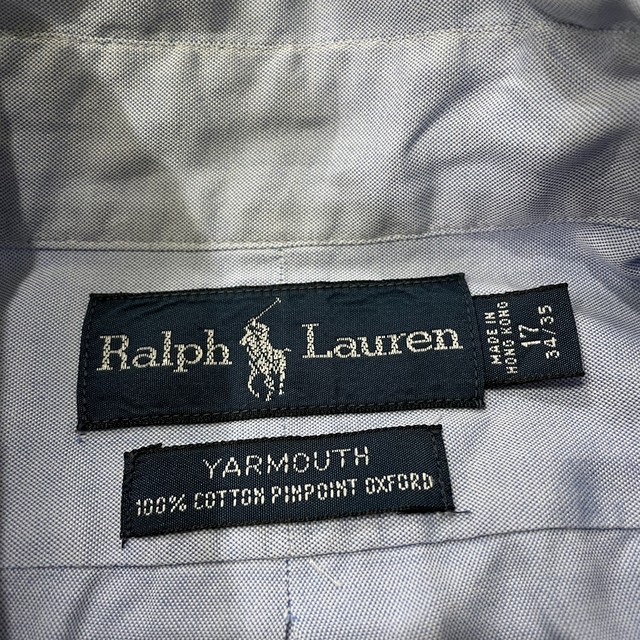 Ralph Lauren
MADE IN
HONG KONG
17
34/35
YARMOUTH
100% COTTON PINPOINT OXFORD